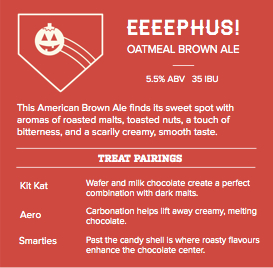 EEEEPHUS!
OATMEAL BROWN ALE
5.5% ABV 35 IBU
This American Brown Ale finds its sweet spot with
aromas of roasted malts, toasted nuts, a touch of
bitterness, and a scarily creamy, smooth taste.
TREAT PAIRINGS
Kit Kat
Wafer and milk chocolate create a perfect
combination with dark malts.
Aero
Carbonation helps lift away creamy, melting
chocolate.
Smarties
Past the candy shell is where roasty flavours
enhance the chocolate center.